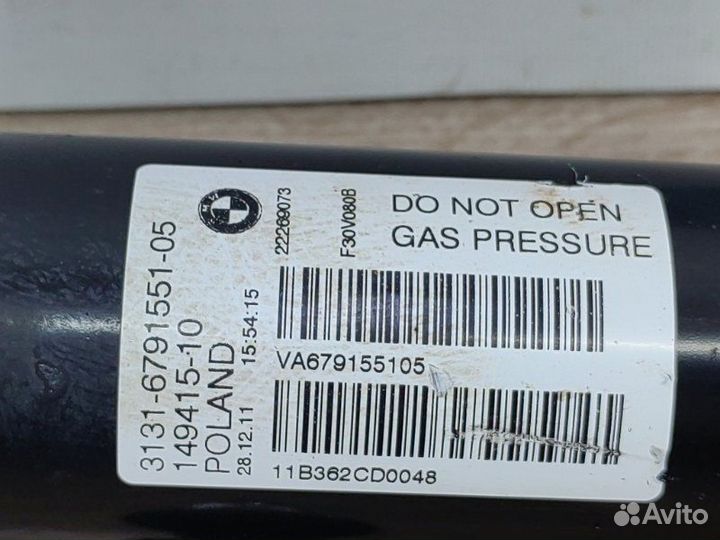 3131-6791551-05
149415-10
POLAND
28.12.11 15:54:15
BMW
22269073
F30V080B
DO NOT OPEN
GAS PRESSURE
VA679155105
11B362CD0048
Avito